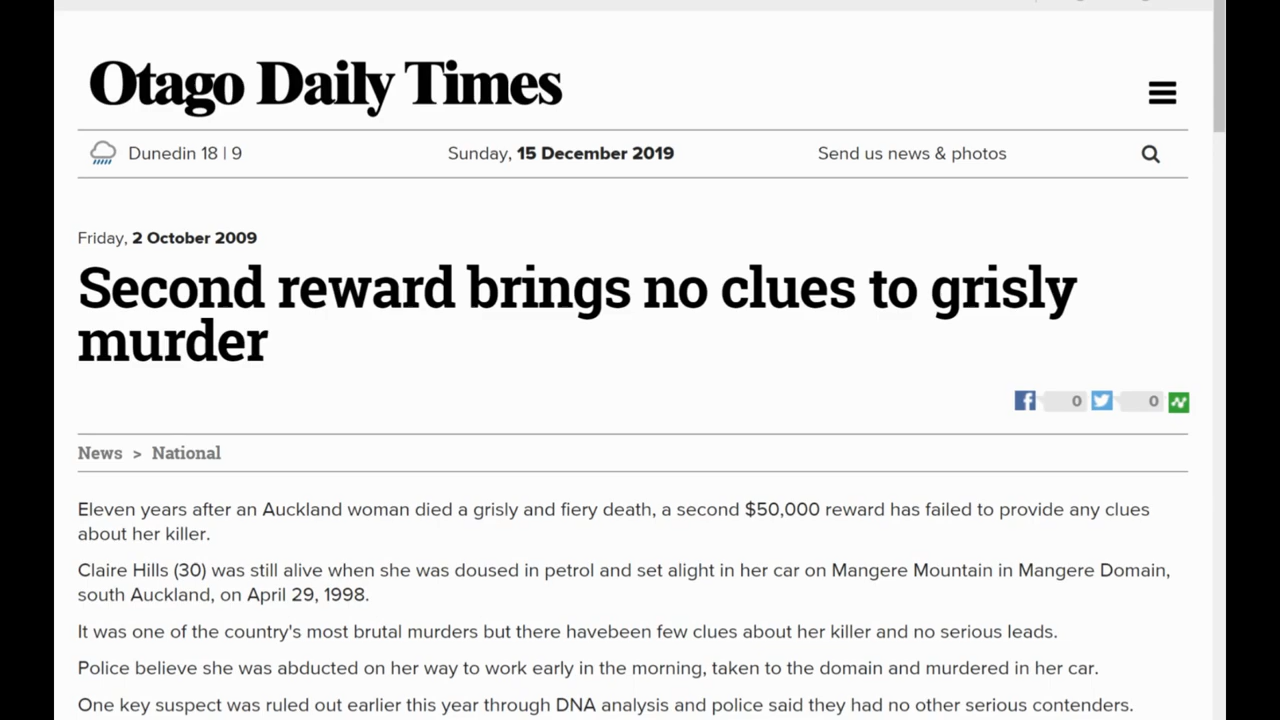 Otago Daily Times
Dunedin 18 | 9
Sunday, 15 December 2019
Send us news & photos
Friday, 2 October 2009
Second reward brings no clues to grisly
murder
0
0
News > National
Eleven years after an Auckland woman died a grisly and fiery death, a second $50,000 reward has failed to provide any clues
about her killer.
Claire Hills (30) was still alive when she was doused in petrol and set alight in her car on Mangere Mountain in Mangere Domain,
south Auckland, on April 29, 1998.
It was one of the country's most brutal murders but there havebeen few clues about her killer and no serious leads.
Police believe she was abducted on her way to work early in the morning, taken to the domain and murdered in her car.
One key suspect was ruled out earlier this year through DNA analysis and police said they had no other serious contenders.